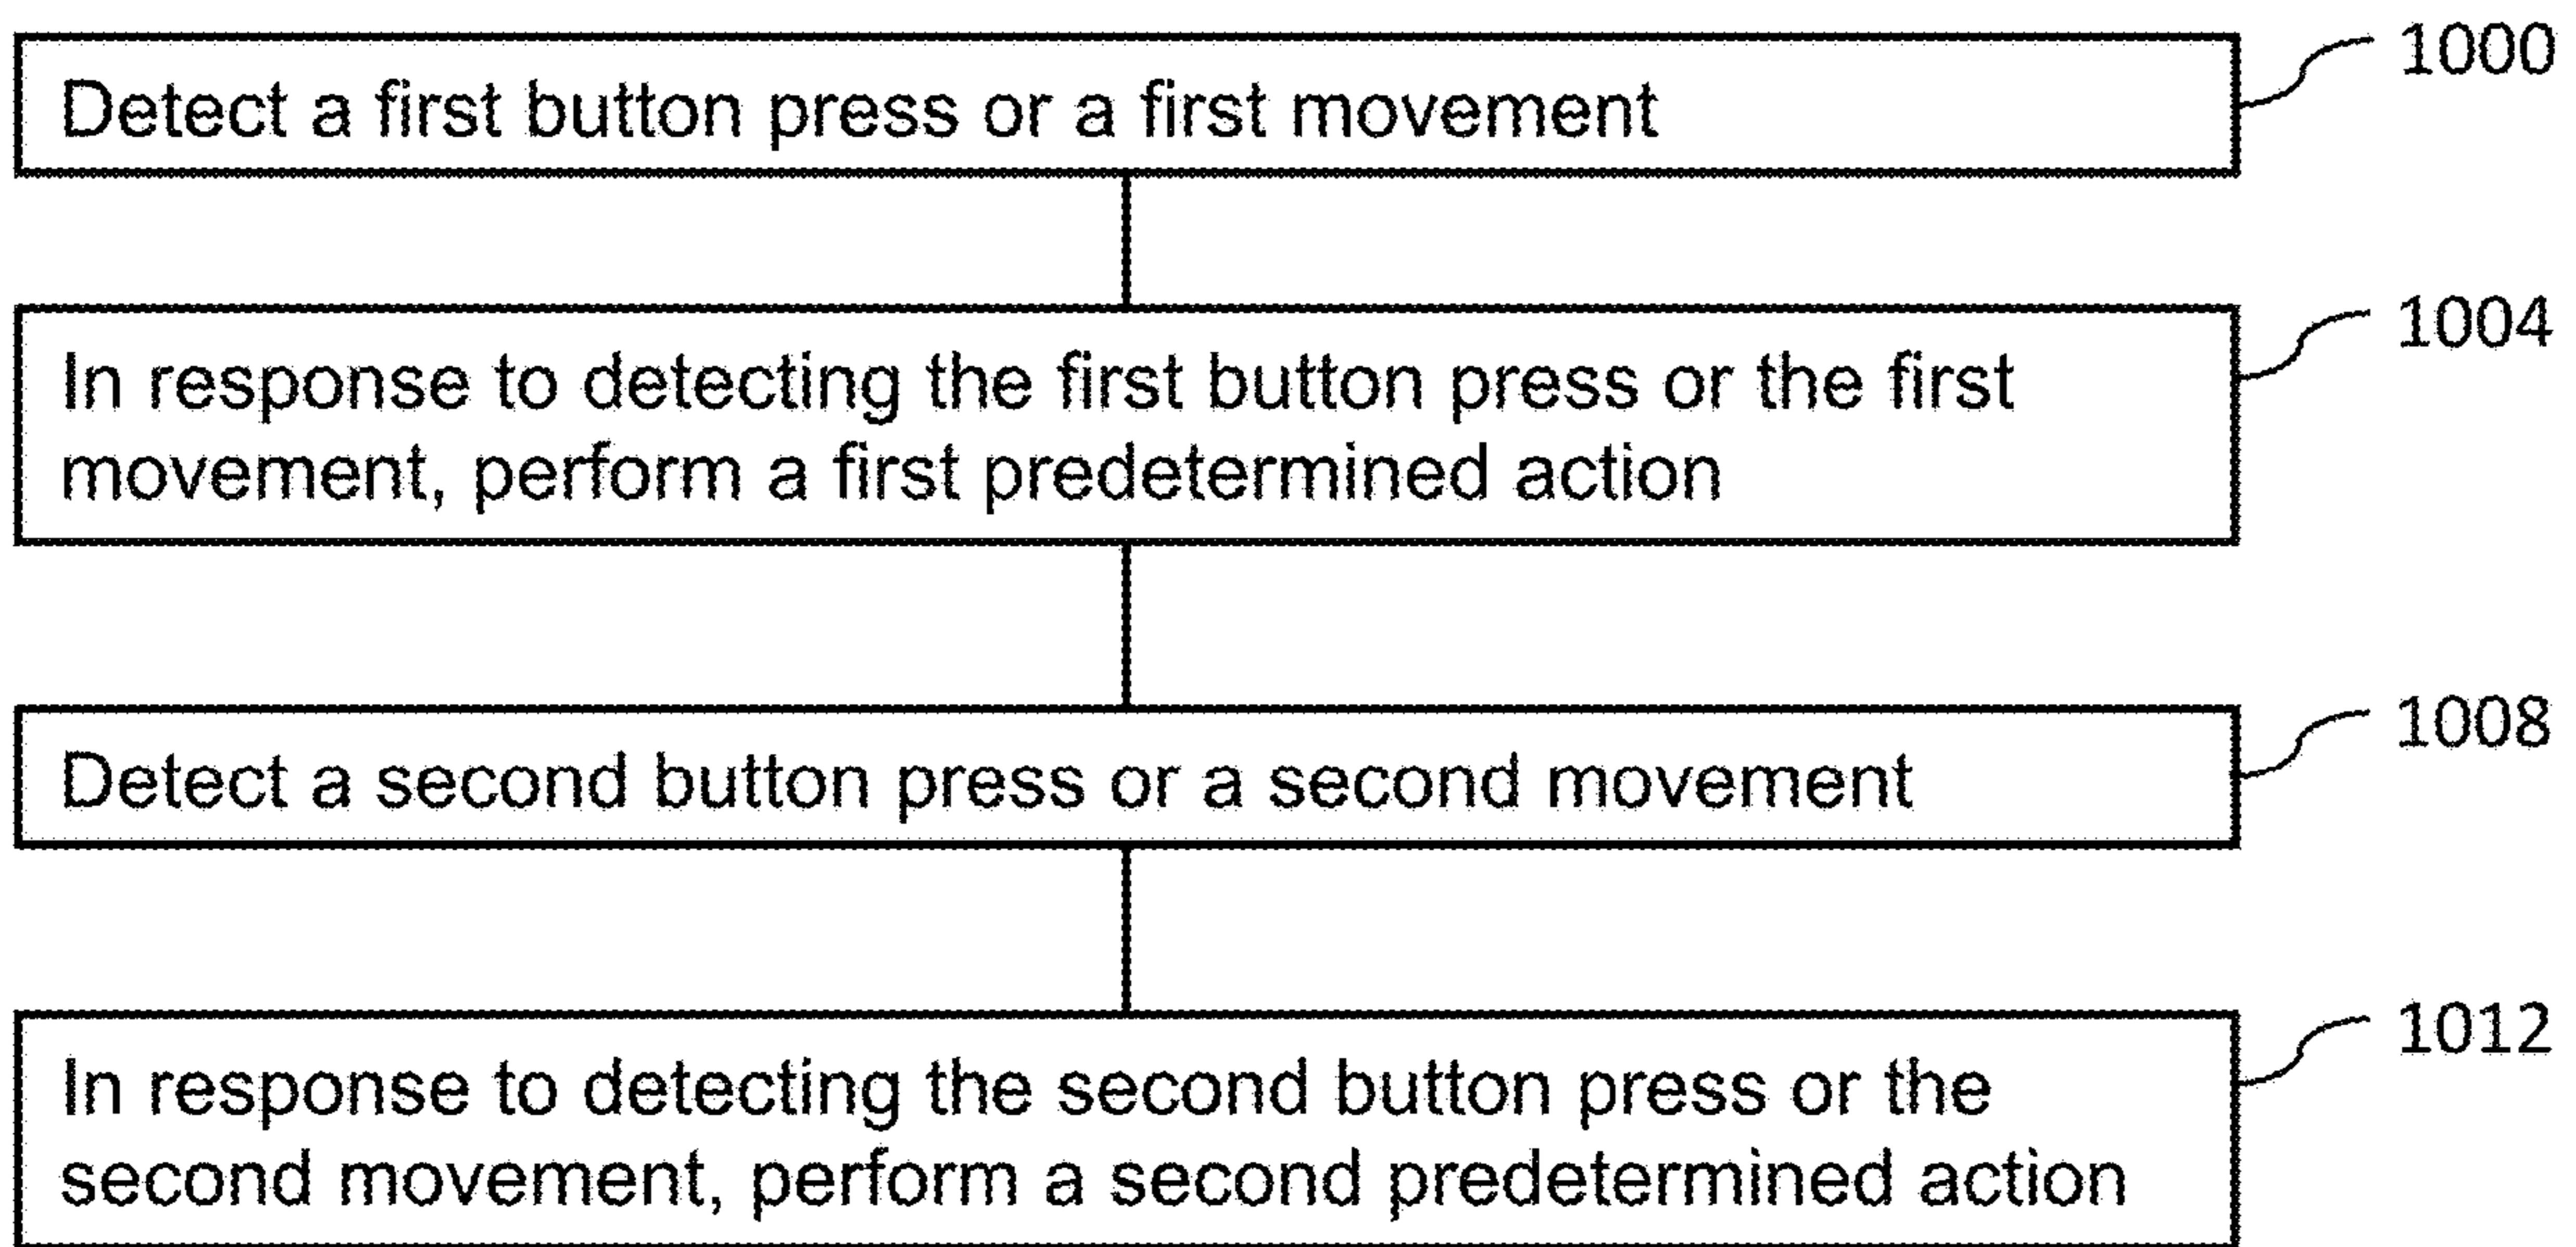 Detect a first button press or a first movement
1000
In response to detecting the first button press or the first
movement, perform a first predetermined action
1004
Detect a second button press or a second movement
1008
In response to detecting the second button press or the
second movement, perform a second predetermined action
1012